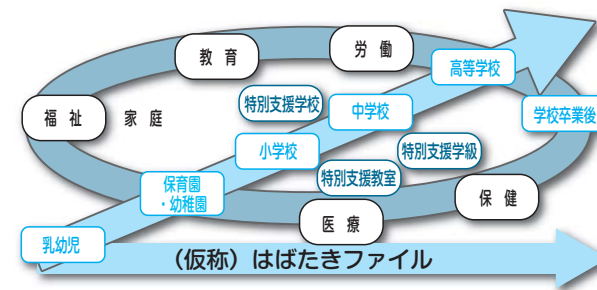 教育
労働
高等学校
福祉
家庭
特別支援学校
中学校
学校卒業後
小学校
特別支援学級
保育園
・幼稚園
特別支援教室
保健
医療
乳幼児
（仮称）はばたきファイル